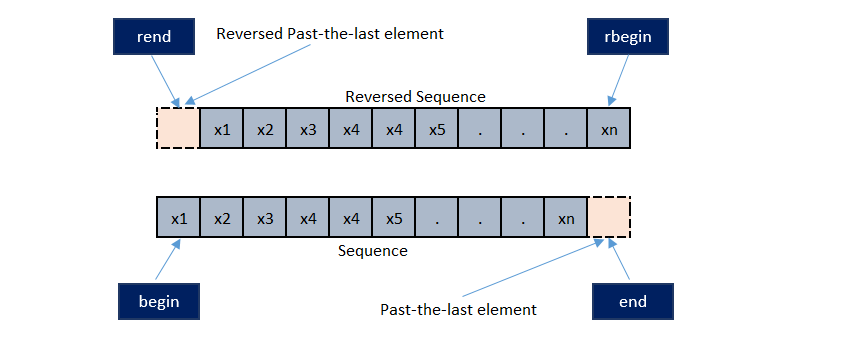 rend
Reversed Past-the-last element
rbegin
Reversed Sequence
x1 x2 x3 x4 x4 x5 . . . xn
x1 x2 x3 x4 x4 x5 . . . xn
Sequence
begin
Past-the-last element
end